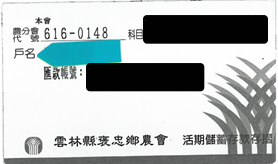 本會
農分會
代號 616-0148 科目
戶名
匯款帳號：
雲林縣褒忠鄉農會 活期儲蓄存款存摺